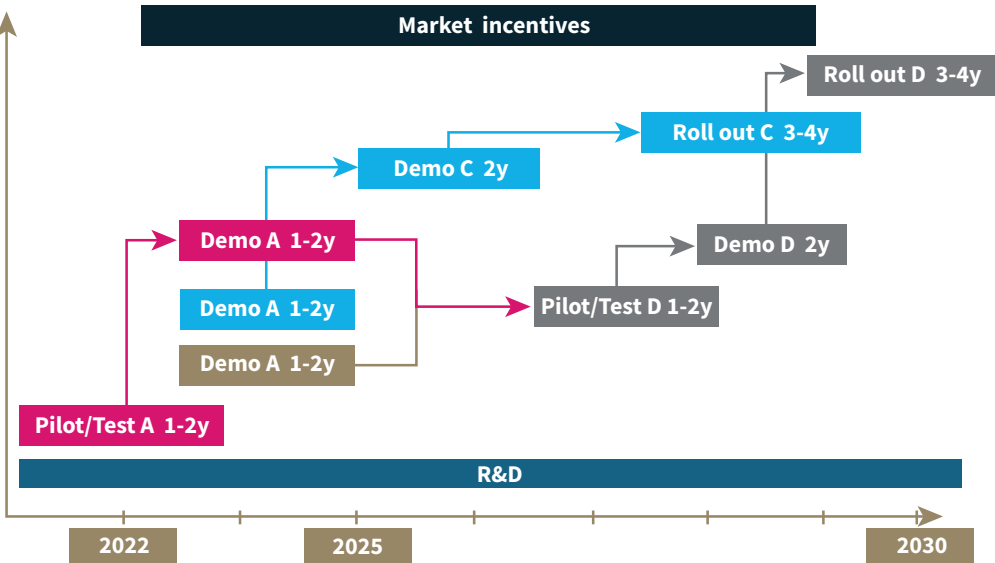 Market incentives
Roll out D 3-4y
Roll out C 3-4y
Demo C 2y
Demo A 1-2y
Demo D 2y
Demo A 1-2y
Pilot/Test D 1-2y
Demo A 1-2y
Pilot/Test A 1-2y
R&D
2022
2025
2030